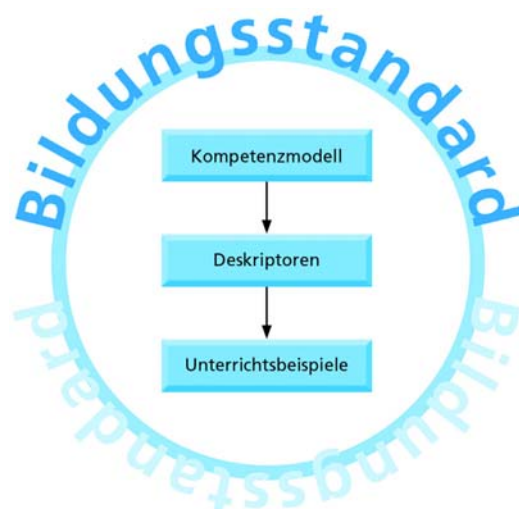 Bildungsstandard
Kompetenzmodell
Deskriptoren
Unterrichtsbeispiele
Bildungsstandard